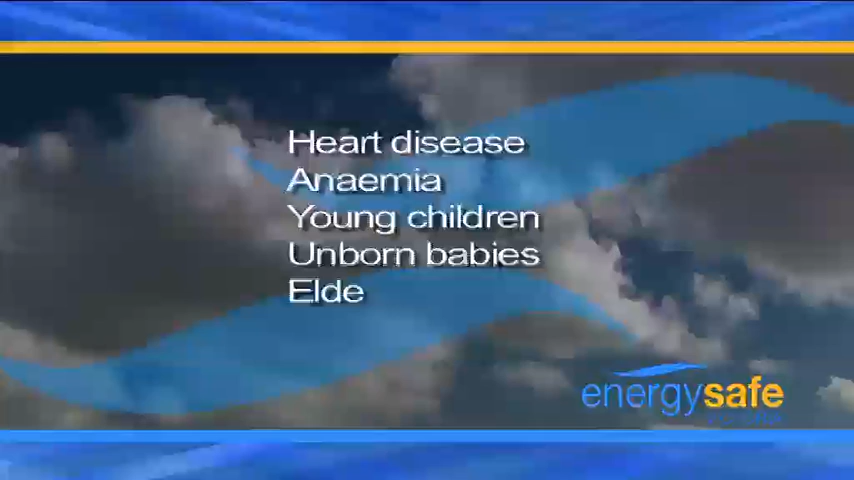 Heart disease
Anaemia
Young children
Unborn babies
Elde
energysafe